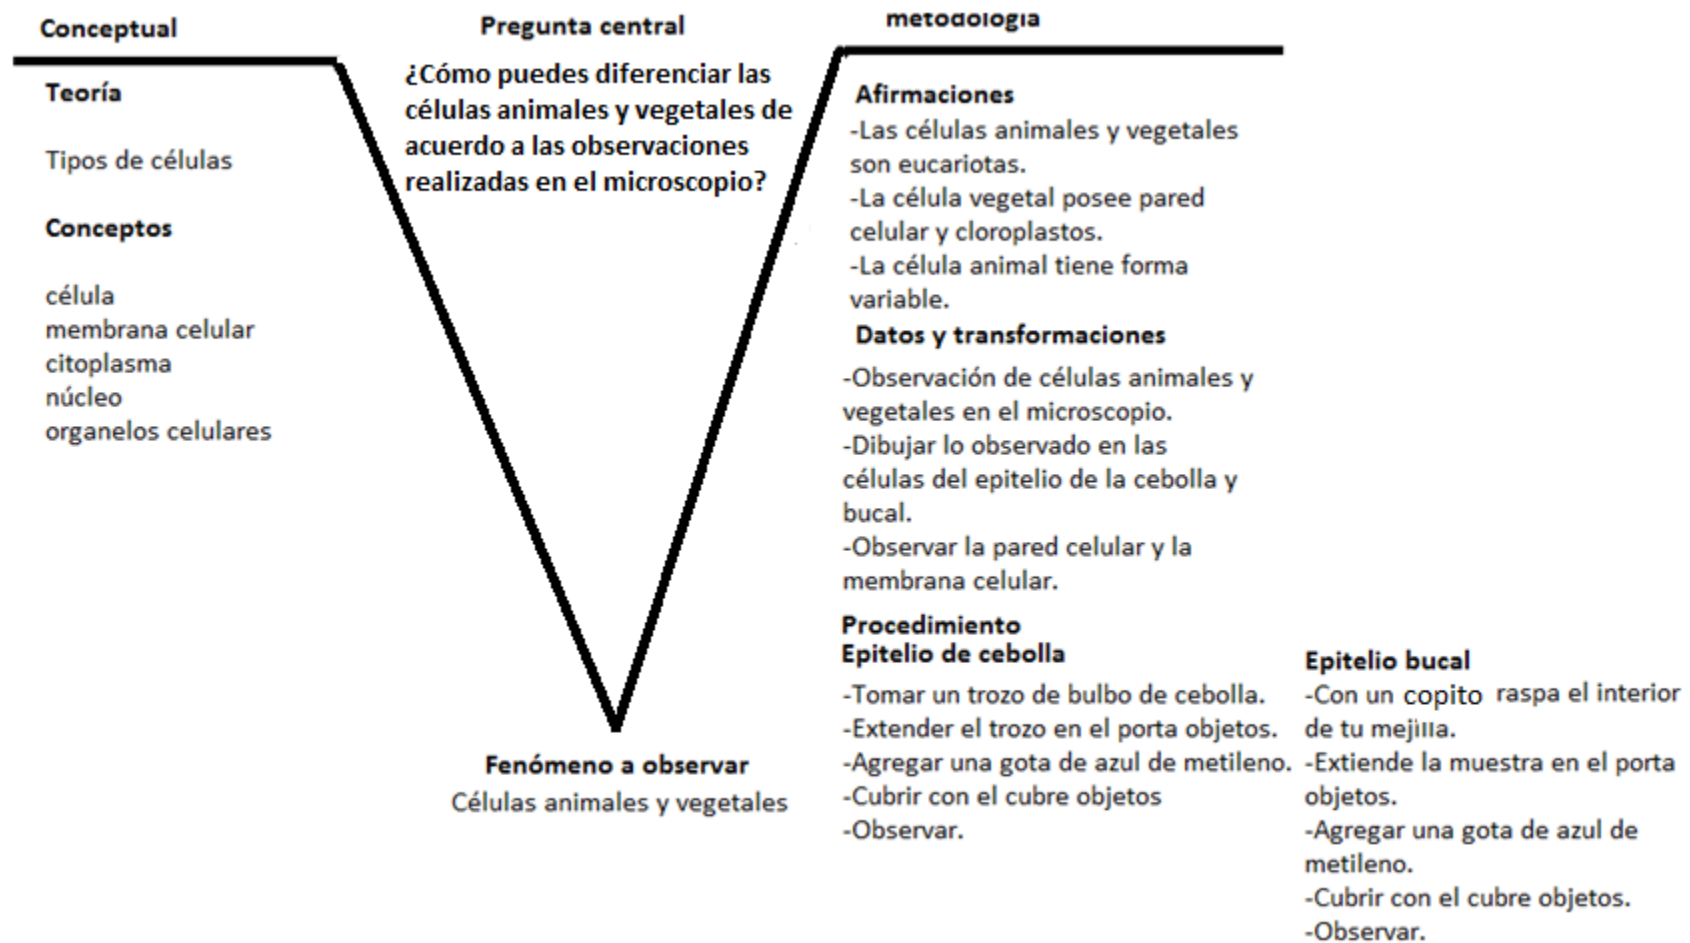 Conceptual
Teoría
Tipos de células
Conceptos
célula
membrana celular
citoplasma
núcleo
organelos celulares
Pregunta central
¿Cómo puedes diferenciar las
células animales y vegetales de
acuerdo a las observaciones
realizadas en el microscopio?
Fenómeno a observar
Células animales y vegetales
metodología
Afirmaciones
-Las células animales y vegetales
son eucariotas.
-La célula vegetal posee pared
celular y cloroplastos.
-La célula animal tiene forma
variable.
Datos y transformaciones
-Observación de células animales y
vegetales en el microscopio.
-Dibujar lo observado en las
células del epitelio de la cebolla y
bucal.
-Observar la pared celular y la
membrana celular.
Procedimiento
Epitelio de cebolla
-Tomar un trozo de bulbo de cebolla.
-Extender el trozo en el porta objetos.
-Agregar una gota de azul de metileno.
-Cubrir con el cubre objetos
-Observar.
Epitelio bucal
-Con un copito raspa el interior
de tu mejilla.
-Extiende la muestra en el porta
objetos.
-Agregar una gota de azul de
metileno.
-Cubrir con el cubre objetos.
-Observar.